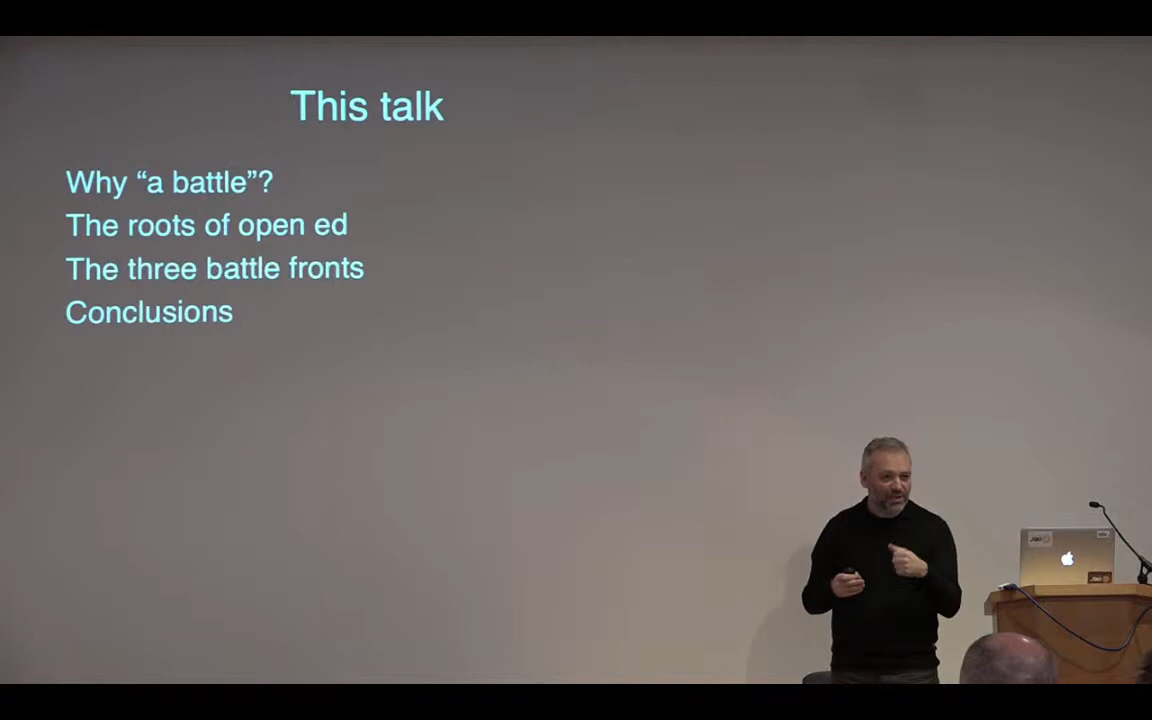 This talk
Why “a battle”?
The roots of open ed
The three battle fronts
Conclusions